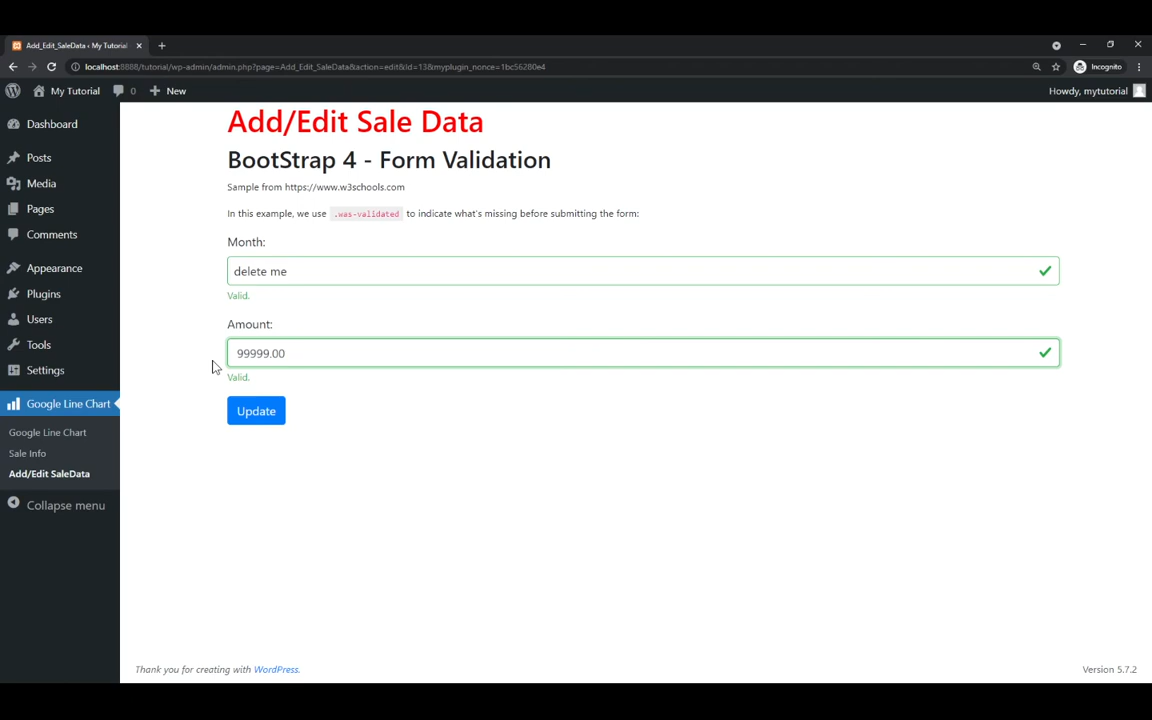 Add_Edit_SaleData ‹ My Tutorial
localhost:8888/tutorial/wp-admin/admin.php?page=Add_Edit_SaleData&action=edit&Id=13&myplugin_nonce=1bc56280e4
Incognito
My Tutorial 0 New
Howdy, mytutorial
Dashboard
Posts
Media
Pages
Comments
Appearance
Plugins
Users
Tools
Settings
Google Line Chart
Google Line Chart
Sale Info
Add/Edit SaleData
Collapse menu
Add/Edit Sale Data
BootStrap 4 - Form Validation
Sample from https://www.w3schools.com
In this example, we use .was-validated to indicate what's missing before submitting the form:
Month:
delete me
Valid.
Amount:
99999.00
Valid.
Update
Thank you for creating with WordPress.
Version 5.7.2